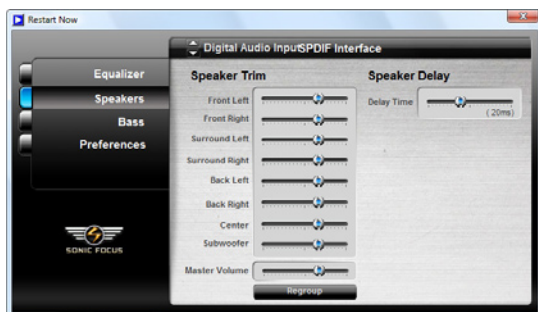 Restart Now
Digital Audio InputSPDIF Interface
Equalizer
Speakers
Bass
Preferences
SONIC FOCUS
Speaker Trim
Front Left
Front Right
Surround Left
Surround Right
Back Left
Back Right
Center
Subwoofer
Master Volume
Regroup
Speaker Delay
Delay Time
(20ms)